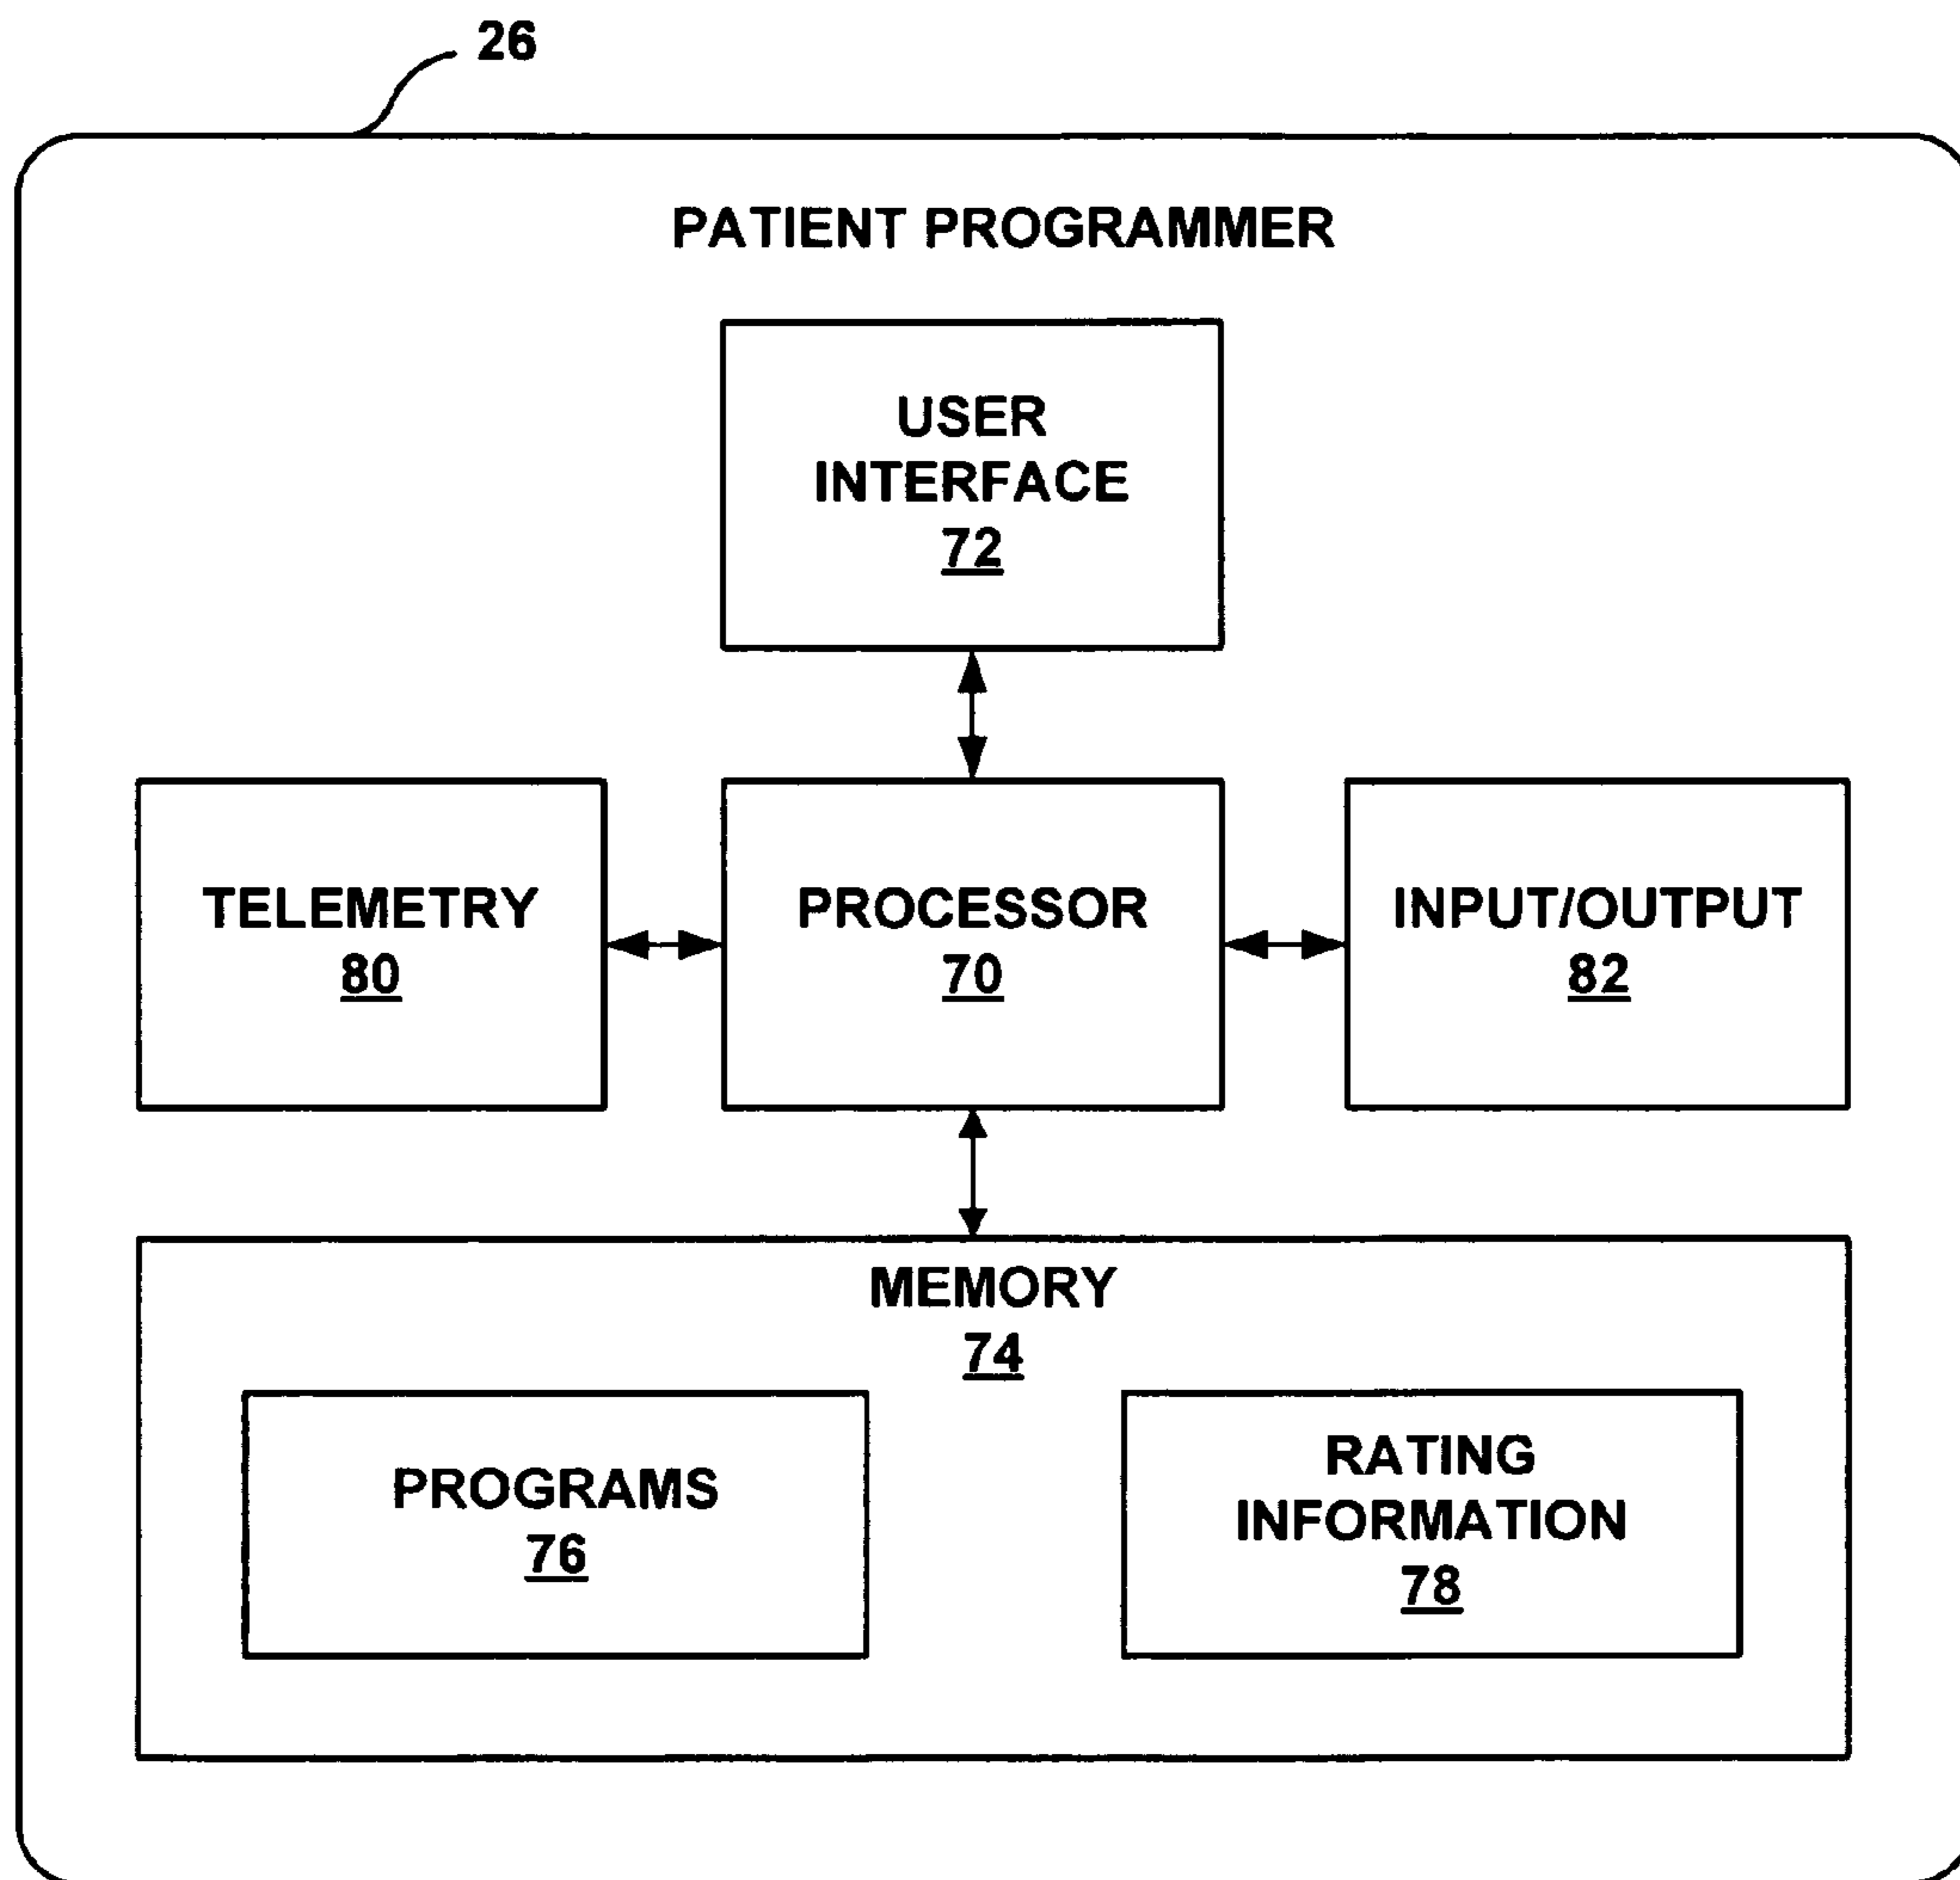 26
PATIENT PROGRAMMER
USER
INTERFACE
72
TELEMETRY
80
PROCESSOR
70
INPUT/OUTPUT
82
MEMORY
74
PROGRAMS
76
RATING
INFORMATION
78